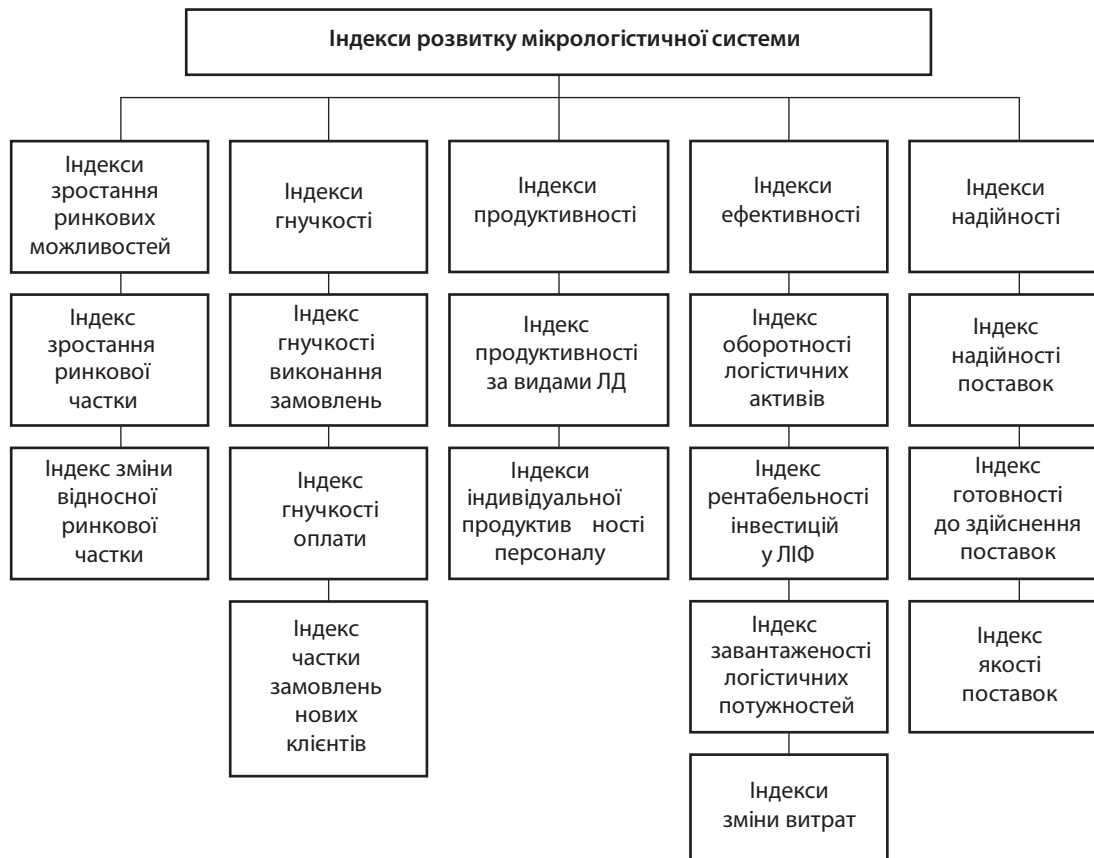 Індекси розвитку мікрологістичної системи
Індекси
зростання
ринкових
можливостей
Індекси
гнучкості
Індекси
продуктивності
Індекси
ефективності
Індекси
надійності
Індекс
зростання
ринкової
частки
Індекс
гнучкості
виконання
замовлень
Індекс
продуктивності
за видами ЛД
Індекс
оборотності
логістичних
активів
Індекс
надійності
поставок
Індекс зміни
відносної
ринкової
частки
Індекс
гнучкості
оплати
Індекси
індивідуальної
продуктив ності
персоналу
Індекс
рентабельності
інвестицій
у ЛІФ
Індекс
готовності
до здійснення
поставок
Індекс
частки
замовлень
нових
клієнтів
Індекс
завантаженості
логістичних
потужностей
Індекс
якості
поставок
Індекси
зміни витрат